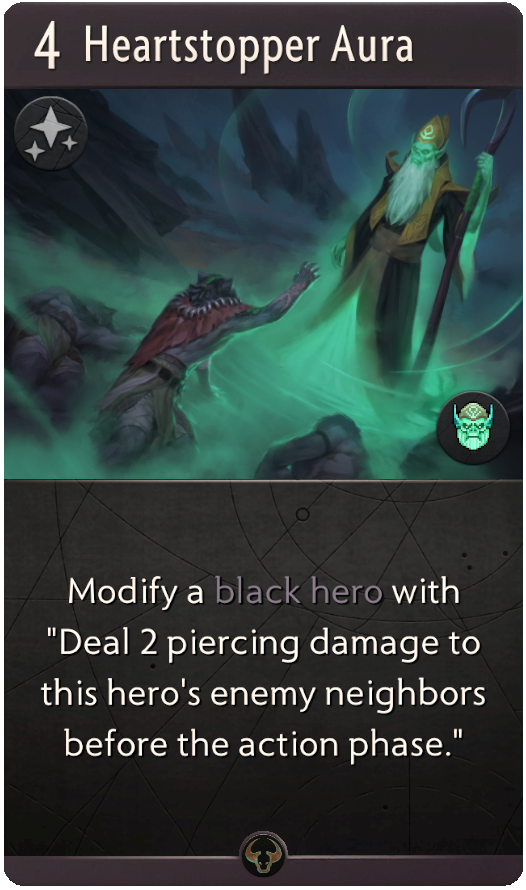 4 Heartstopper Aura
Modify a black hero with
"Deal 2 piercing damage to
this hero's enemy neighbors
before the action phase."